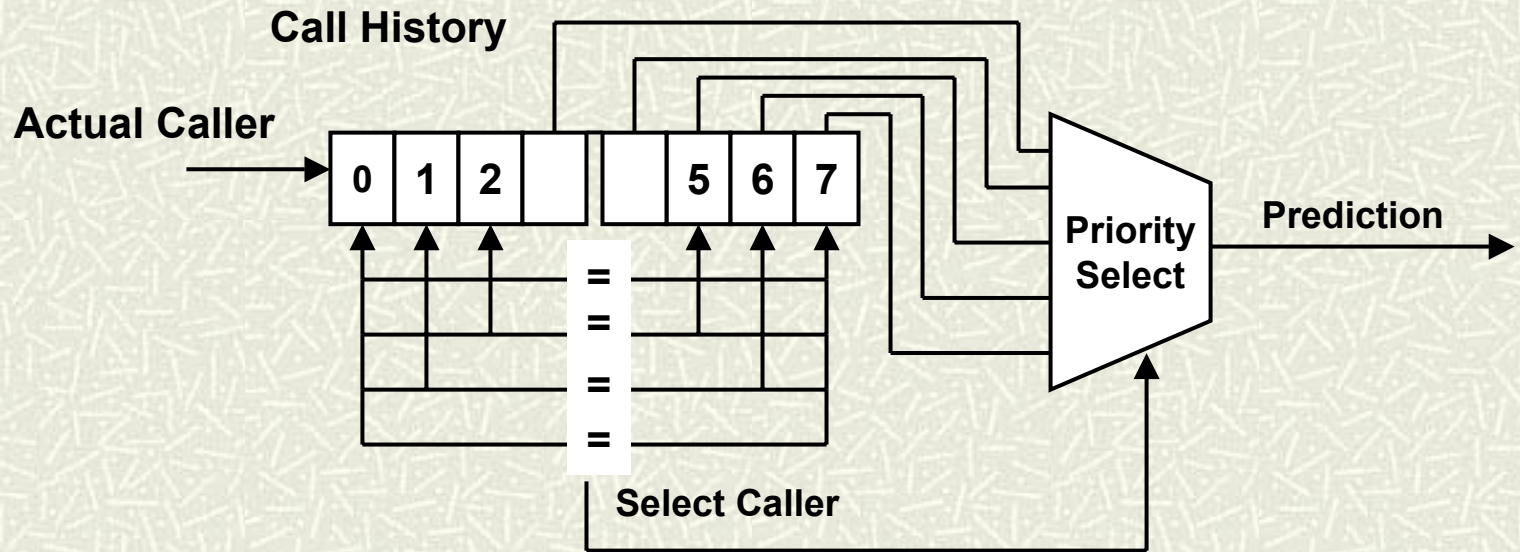 Call History
Actual Caller
0 1 2 5 6 7
Priority
Select
Prediction
=
=
=
=
Select Caller